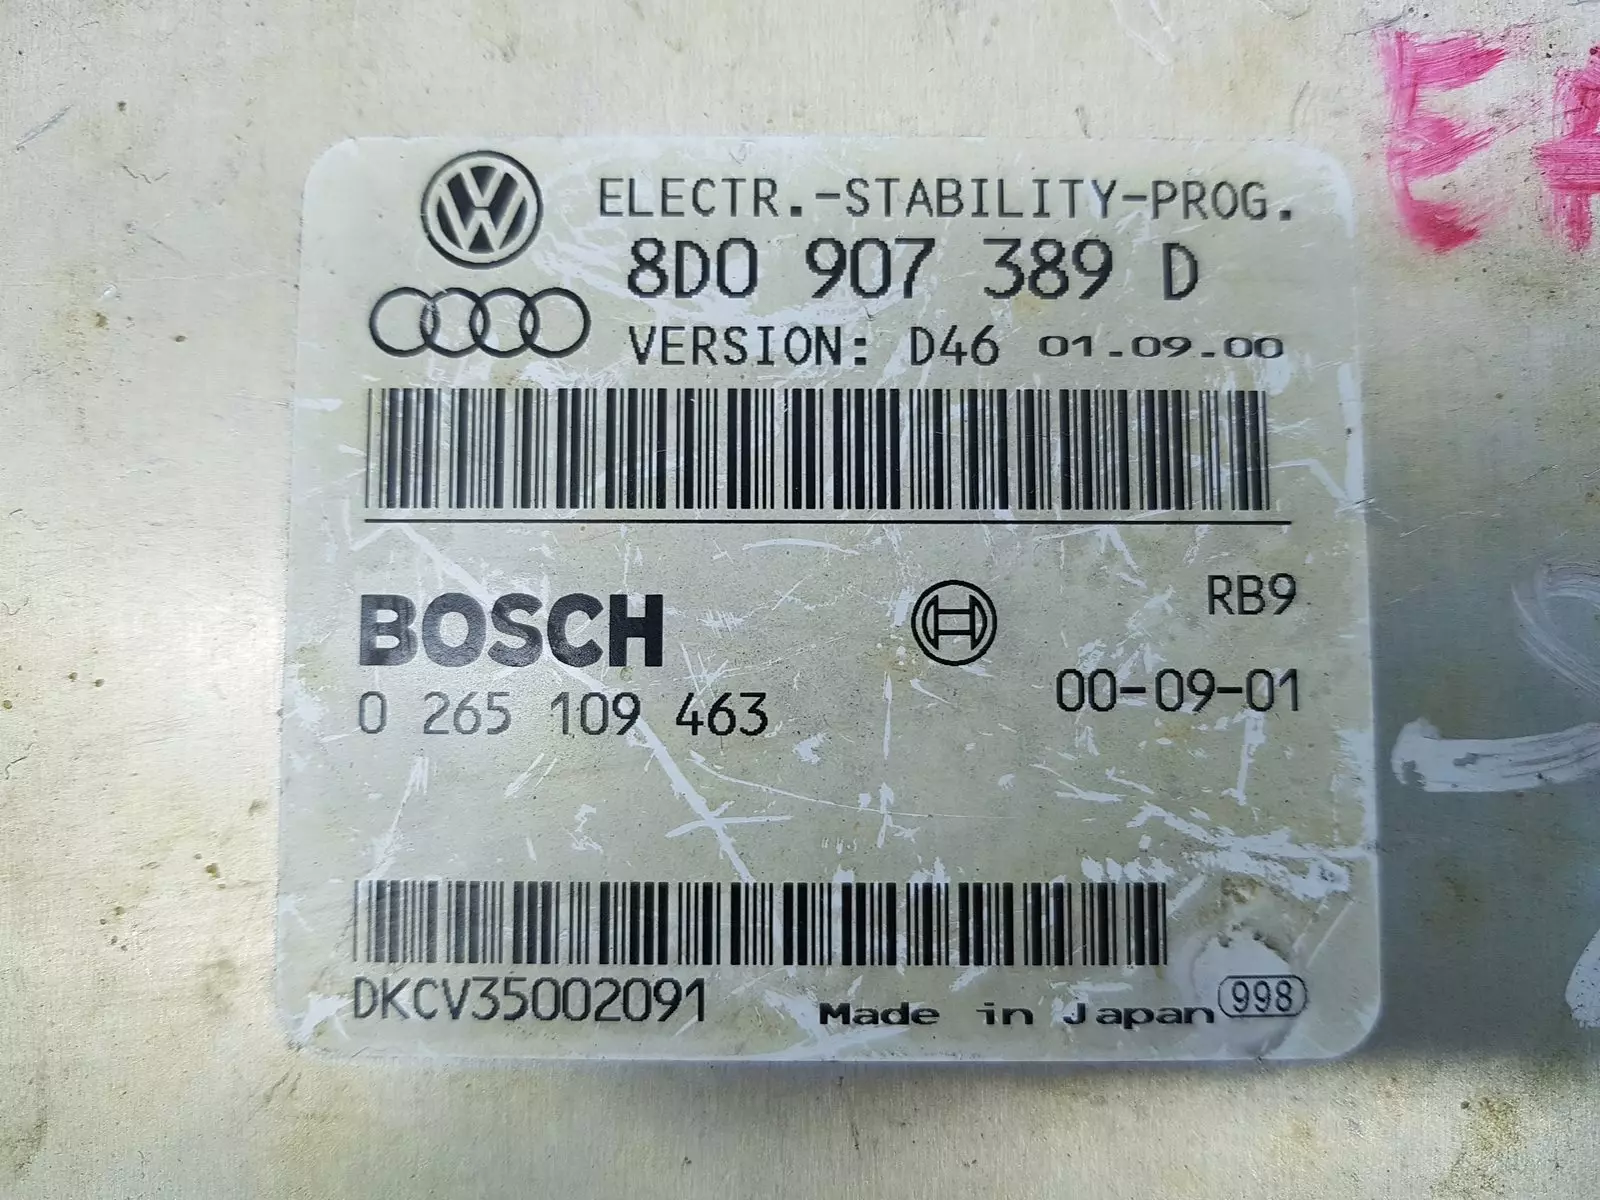 ELECTR.-STABILITY-PROG.
8D0 907 389 D
VERSION: D46 01.09.00
BOSCH
RB9
0 265 109 463
00-09-01
DKCV35002091
Made in Japan 998